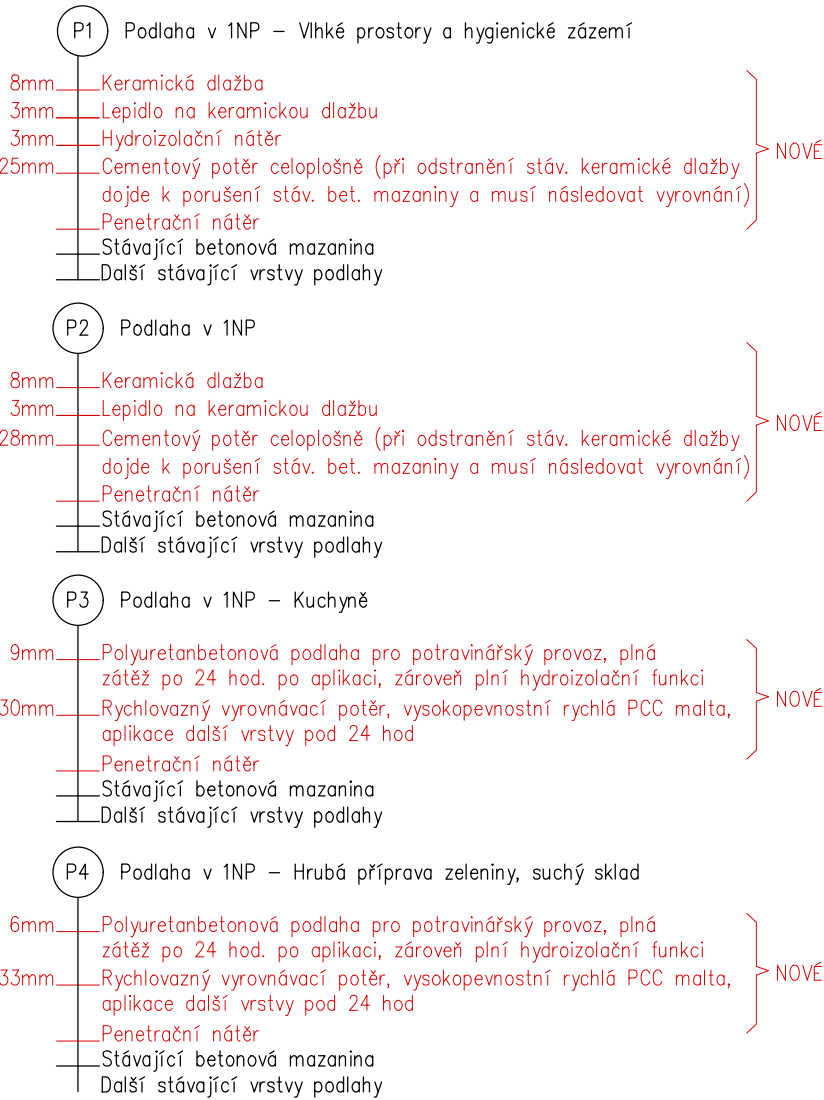 P1 Podlaha v 1NP – Vlhké prostory a hygienické zázemí
8mm Keramická dlažba
3mm Lepidlo na keramickou dlažbu
3mm Hydroizolační nátěr
25mm Cementový potěr celoplošně (při odstranění stáv. keramické dlažby
dojde k porušení stáv. bet. mazaniny a musí následovat vyrovnání)
NOVÉ
Penetrační nátěr
Stávající betonová mazanina
Další stávající vrstvy podlahy
P2 Podlaha v 1NP
8mm Keramická dlažba
3mm Lepidlo na keramickou dlažbu
28mm Cementový potěr celoplošně (při odstranění stáv. keramické dlažby
dojde k porušení stáv. bet. mazaniny a musí následovat vyrovnání)
NOVÉ
Penetrační nátěr
Stávající betonová mazanina
Další stávající vrstvy podlahy
P3 Podlaha v 1NP – Kuchyně
9mm Polyuretanbetonová podlaha pro potravinářský provoz, plná
zátěž po 24 hod. po aplikaci, zároveň plní hydroizolační funkci
30mm Rychlovazný vyrovnávací potěr, vysokopevnostní rychlá PCC malta,
aplikace další vrstvy pod 24 hod
NOVÉ
Penetrační nátěr
Stávající betonová mazanina
Další stávající vrstvy podlahy
P4 Podlaha v 1NP – Hrubá příprava zeleniny, suchý sklad
6mm Polyuretanbetonová podlaha pro potravinářský provoz, plná
zátěž po 24 hod. po aplikaci, zároveň plní hydroizolační funkci
33mm Rychlovazný vyrovnávací potěr, vysokopevnostní rychlá PCC malta,
aplikace další vrstvy pod 24 hod
NOVÉ
Penetrační nátěr
Stávající betonová mazanina
Další stávající vrstvy podlahy